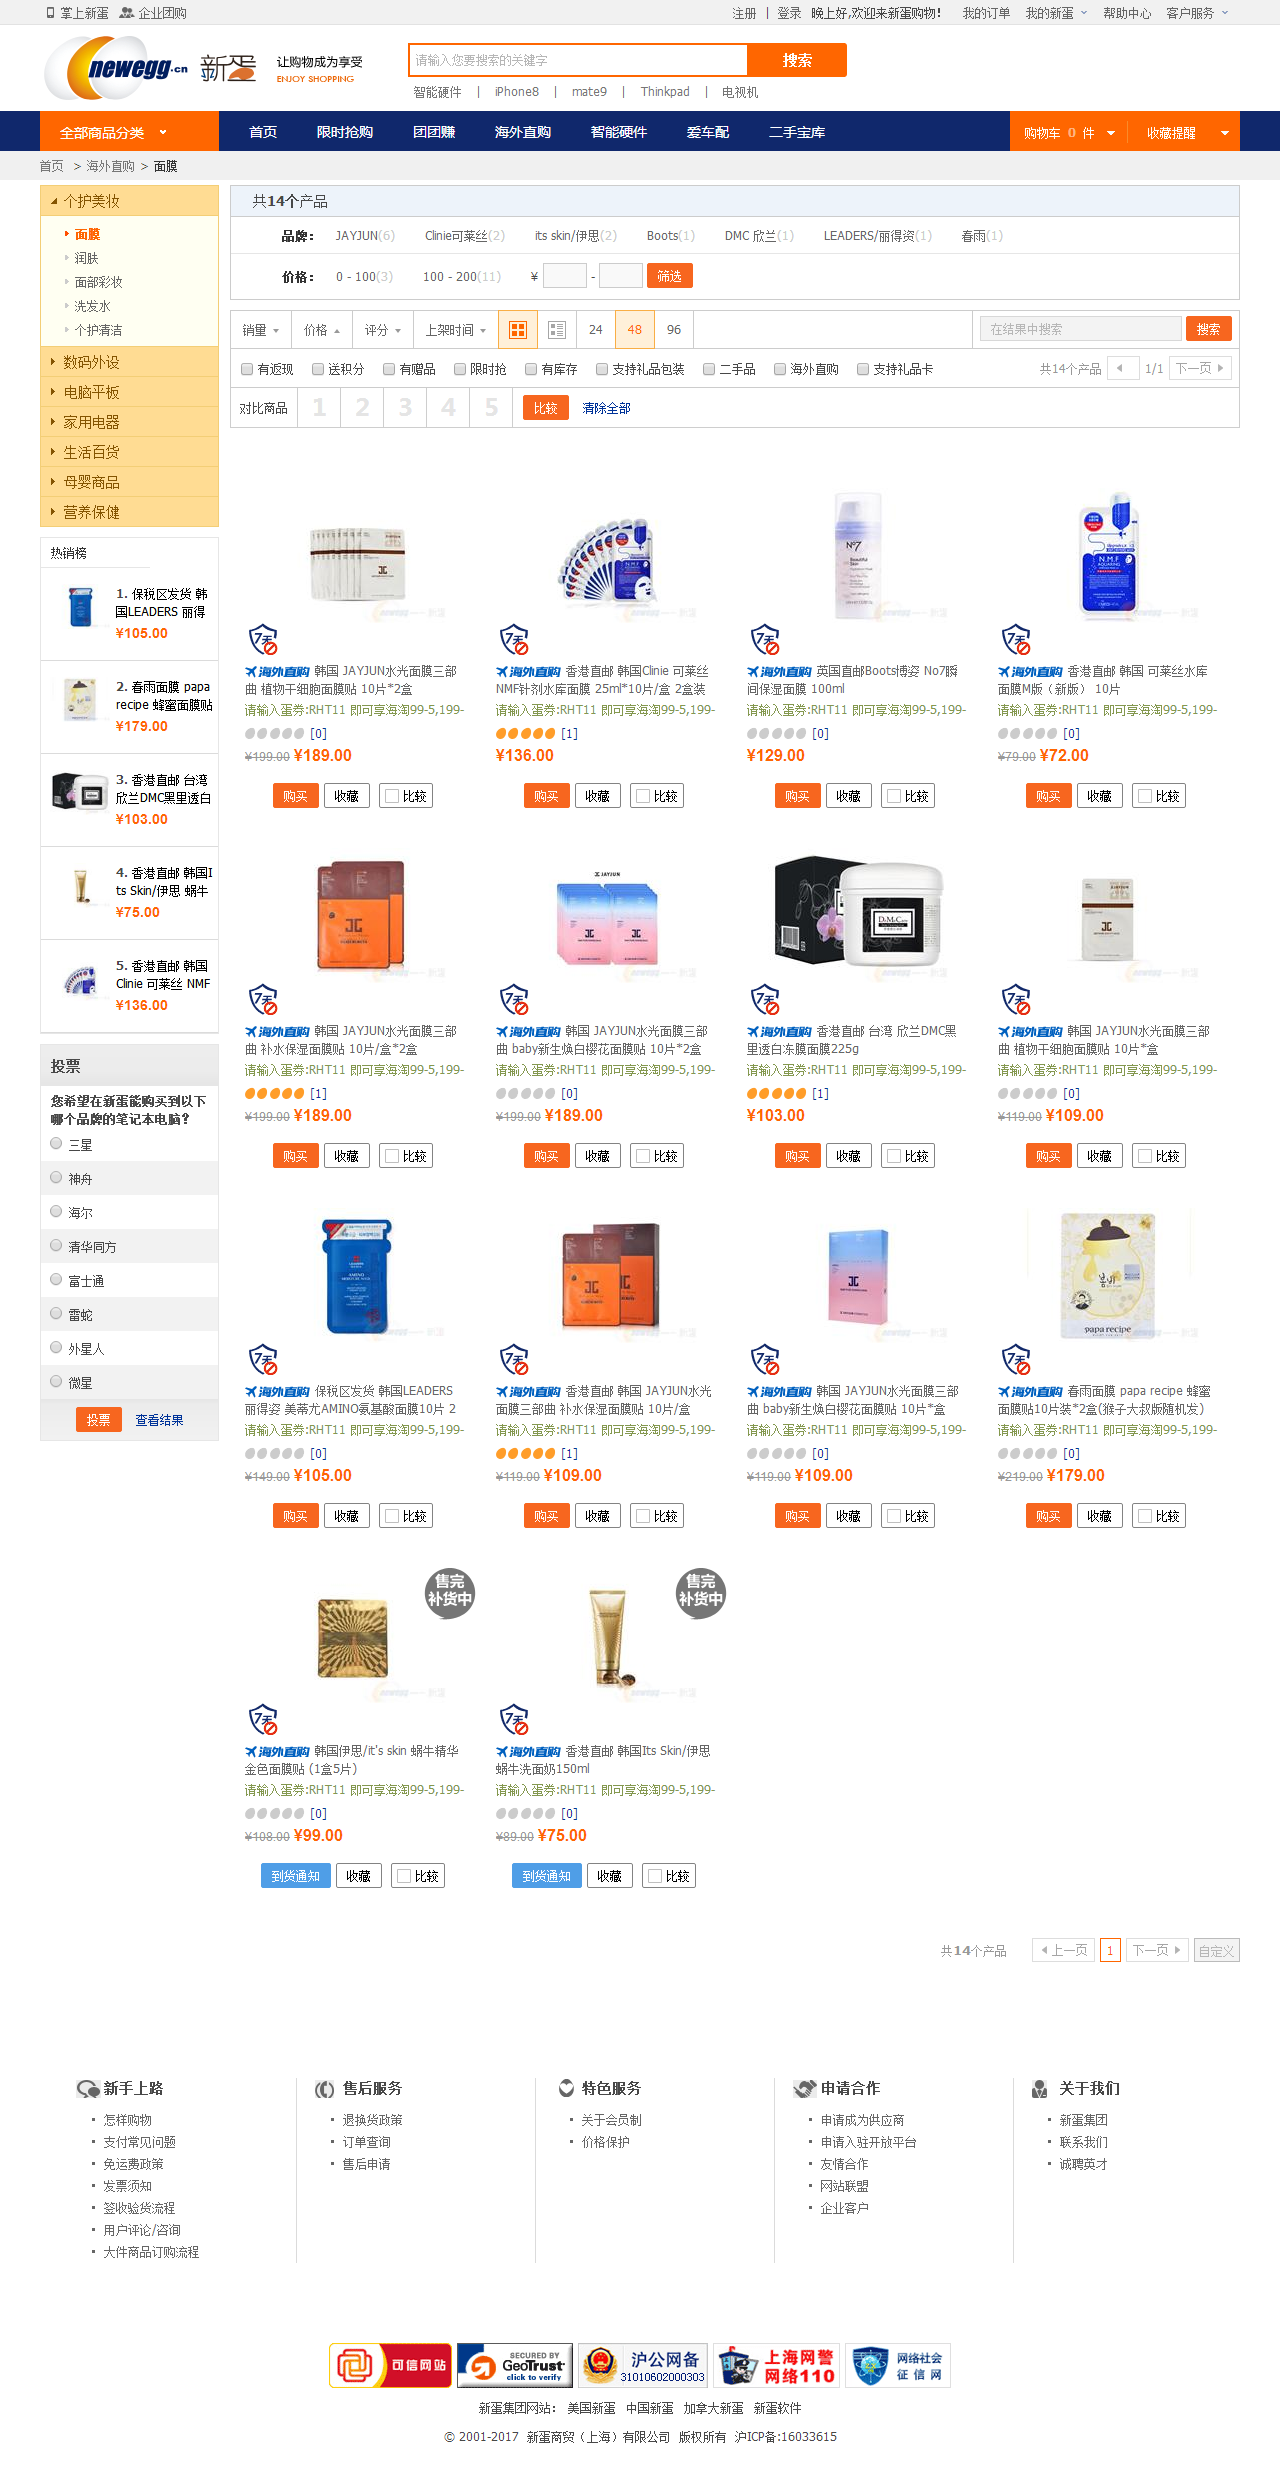 掌上新蛋 企业团购
注册 | 登录 晚上好,欢迎来新蛋购物! 我的订单 我的新蛋 帮助中心 客户服务
newegg.cn 新蛋 让购物成为享受
ENJOY SHOPPING
请输入您要搜索的关键字 搜索
智能硬件 | iPhone8 | mate9 | Thinkpad | 电视机
全部商品分类 首页 限时抢购 团团赚 海外直购 智能硬件 爱车配 二手宝库 购物车 0 件 收藏提醒
首页 > 海外直购 > 面膜
个护美妆
面膜
润肤
面部彩妆
洗发水
个护清洁
数码外设
电脑平板
家用电器
生活百货
母婴商品
营养保健
热销榜
1. 保税区发货 韩
国LEADERS 丽得
¥105.00
2. 春雨面膜 papa
recipe 蜂蜜面膜贴
¥179.00
3. 香港直邮 台湾
欣兰DMC黑里透白
¥103.00
4. 香港直邮 韩国I
ts Skin/伊思 蜗牛
¥75.00
5. 香港直邮 韩国
Clinie 可莱丝 NMF
¥136.00
投票
您希望在新蛋能购买到以下
哪个品牌的笔记本电脑?
三星
神舟
海尔
清华同方
富士通
雷蛇
外星人
微星
投票 查看结果
共14个产品
品牌: JAYJUN(6) Clinie可莱丝(2) its skin/伊思(2) Boots(1) DMC 欣兰(1) LEADERS/丽得资(1) 春雨(1)
价格: 0 - 100(3) 100 - 200(11) ¥ - 筛选
销量 价格 评分 上架时间 24 48 96 在结果中搜索 搜索
有返现 送积分 有赠品 限时抢 有库存 支持礼品包装 二手品 海外直购 支持礼品卡 共14个产品 1/1 下一页
对比商品 1 2 3 4 5 比较 清除全部
7天 7天 7天 7天
海外直购 韩国 JAYJUN水光面膜三部
曲 植物干细胞面膜贴 10片*2盒
请输入蛋券:RHT11 即可享海淘99-5,199-
[0]
¥199.00 ¥189.00
购买 收藏 比较
海外直购 香港直邮 韩国Clinie 可莱丝
NMF针剂水库面膜 25ml*10片/盒 2盒装
请输入蛋券:RHT11 即可享海淘99-5,199-
[1]
¥136.00
购买 收藏 比较
海外直购 英国直邮Boots博姿 No7瞬
间保湿面膜 100ml
请输入蛋券:RHT11 即可享海淘99-5,199-
[0]
¥129.00
购买 收藏 比较
海外直购 香港直邮 韩国 可莱丝水库
面膜M版（新版） 10片
请输入蛋券:RHT11 即可享海淘99-5,199-
[0]
¥79.00 ¥72.00
购买 收藏 比较
7天 7天 7天 7天
海外直购 韩国 JAYJUN水光面膜三部
曲 补水保湿面膜贴 10片/盒*2盒
请输入蛋券:RHT11 即可享海淘99-5,199-
[1]
¥199.00 ¥189.00
购买 收藏 比较
海外直购 韩国 JAYJUN水光面膜三部
曲 baby新生焕白樱花面膜贴 10片*2盒
请输入蛋券:RHT11 即可享海淘99-5,199-
[0]
¥199.00 ¥189.00
购买 收藏 比较
海外直购 香港直邮 台湾 欣兰DMC黑
里透白冻膜面膜225g
请输入蛋券:RHT11 即可享海淘99-5,199-
[1]
¥103.00
购买 收藏 比较
海外直购 韩国 JAYJUN水光面膜三部
曲 植物干细胞面膜贴 10片*盒
请输入蛋券:RHT11 即可享海淘99-5,199-
[0]
¥119.00 ¥109.00
购买 收藏 比较
papa recipe
7天 7天 7天 7天
海外直购 保税区发货 韩国LEADERS
丽得姿 美蒂尤AMINO氨基酸面膜10片 2
请输入蛋券:RHT11 即可享海淘99-5,199-
[0]
¥149.00 ¥105.00
购买 收藏 比较
海外直购 香港直邮 韩国 JAYJUN水光
面膜三部曲 补水保湿面膜贴 10片/盒
请输入蛋券:RHT11 即可享海淘99-5,199-
[1]
¥119.00 ¥109.00
购买 收藏 比较
海外直购 韩国 JAYJUN水光面膜三部
曲 baby新生焕白樱花面膜贴 10片*盒
请输入蛋券:RHT11 即可享海淘99-5,199-
[0]
¥119.00 ¥109.00
购买 收藏 比较
海外直购 春雨面膜 papa recipe 蜂蜜
面膜贴10片装*2盒(猴子大叔版随机发)
请输入蛋券:RHT11 即可享海淘99-5,199-
[0]
¥219.00 ¥179.00
购买 收藏 比较
售完
补货中
7天
海外直购 韩国伊思/it's skin 蜗牛精华
金色面膜贴 (1盒5片)
请输入蛋券:RHT11 即可享海淘99-5,199-
[0]
¥108.00 ¥99.00
到货通知 收藏 比较
售完
补货中
7天
海外直购 香港直邮 韩国Its Skin/伊思
蜗牛洗面奶150ml
请输入蛋券:RHT11 即可享海淘99-5,199-
[0]
¥89.00 ¥75.00
到货通知 收藏 比较
共14个产品 上一页 1 下一页 自定义
新手上路
怎样购物
支付常见问题
免运费政策
发票须知
签收验货流程
用户评论/咨询
大件商品订购流程
售后服务
退换货政策
订单查询
售后申请
特色服务
关于会员制
价格保护
申请合作
申请成为供应商
申请入驻开放平台
友情合作
网站联盟
企业客户
关于我们
新蛋集团
联系我们
诚聘英才
可信网站
SECURED BY
GeoTrust
click to verify
沪公网备
31010602000303
上海网警
网络110
网络社会
征信网
新蛋集团网站: 美国新蛋 中国新蛋 加拿大新蛋 新蛋软件
© 2001-2017 新蛋商贸（上海）有限公司 版权所有 沪ICP备:16033615